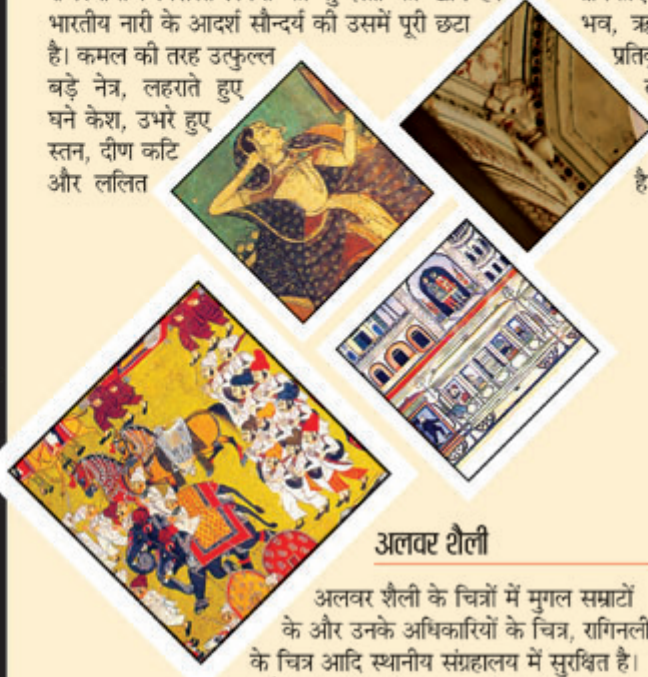 भारतीय नारी के आदर्श सौन्दर्य की उसमें पूरी छटा
है। कमल की तरह उत्फुल्ल
बड़े नेत्र, लहराते हुए
घने केश, उभरे हुए
स्तन, दीण कटि
और ललित
भव,
है
अलवर शैली
अलवर शैली के चित्रों में मुगल सम्राटों
के और उनके अधिकारियों के चित्र, रागिनली
के चित्र आदि स्थानीय संग्रहालय में सुरक्षित है।